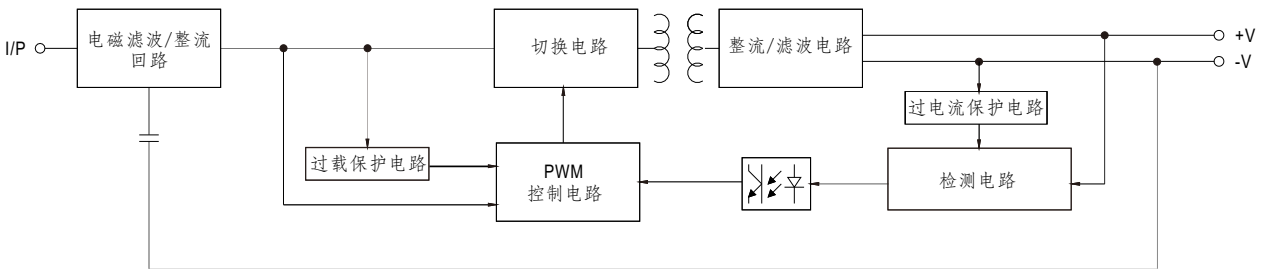 I/P
电磁滤波/整流
回路
切换电路
整流/滤波电路
+V
-V
过电流保护电路
过载保护电路
PWM
控制电路
检测电路